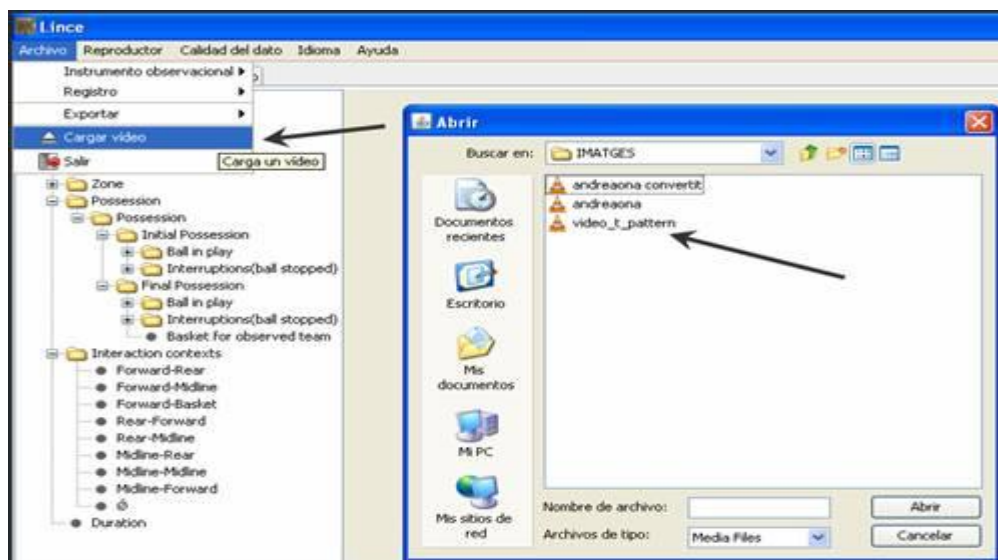 Lince
Archivo Reproductor Calidad del dato Idioma Ayuda
Instrumento observacional
Registro
Exportar
Cargar vídeo
Salir
Carga un vídeo
Zone
Possession
Possession
Initial Possession
Ball in play
Interruptions(ball stopped)
Final Possession
Ball in play
Interruptions(ball stopped)
Basket for observed team
Interaction contexts
Forward-Rear
Forward-Midline
Forward-Basket
Rear-Forward
Rear-Midline
Midline-Rear
Midline-Midline
Midline-Forward
Ø
Duration
Abrir
Buscar en: IMATGES
Documentos
recientes
Escritorio
Mis
documentos
Mi PC
Mis sitios de
red
andreaona convertit
andreaona
video_t_pattern
Nombre de archivo:
Abrir
Archivos de tipo: Media Files
Cancelar